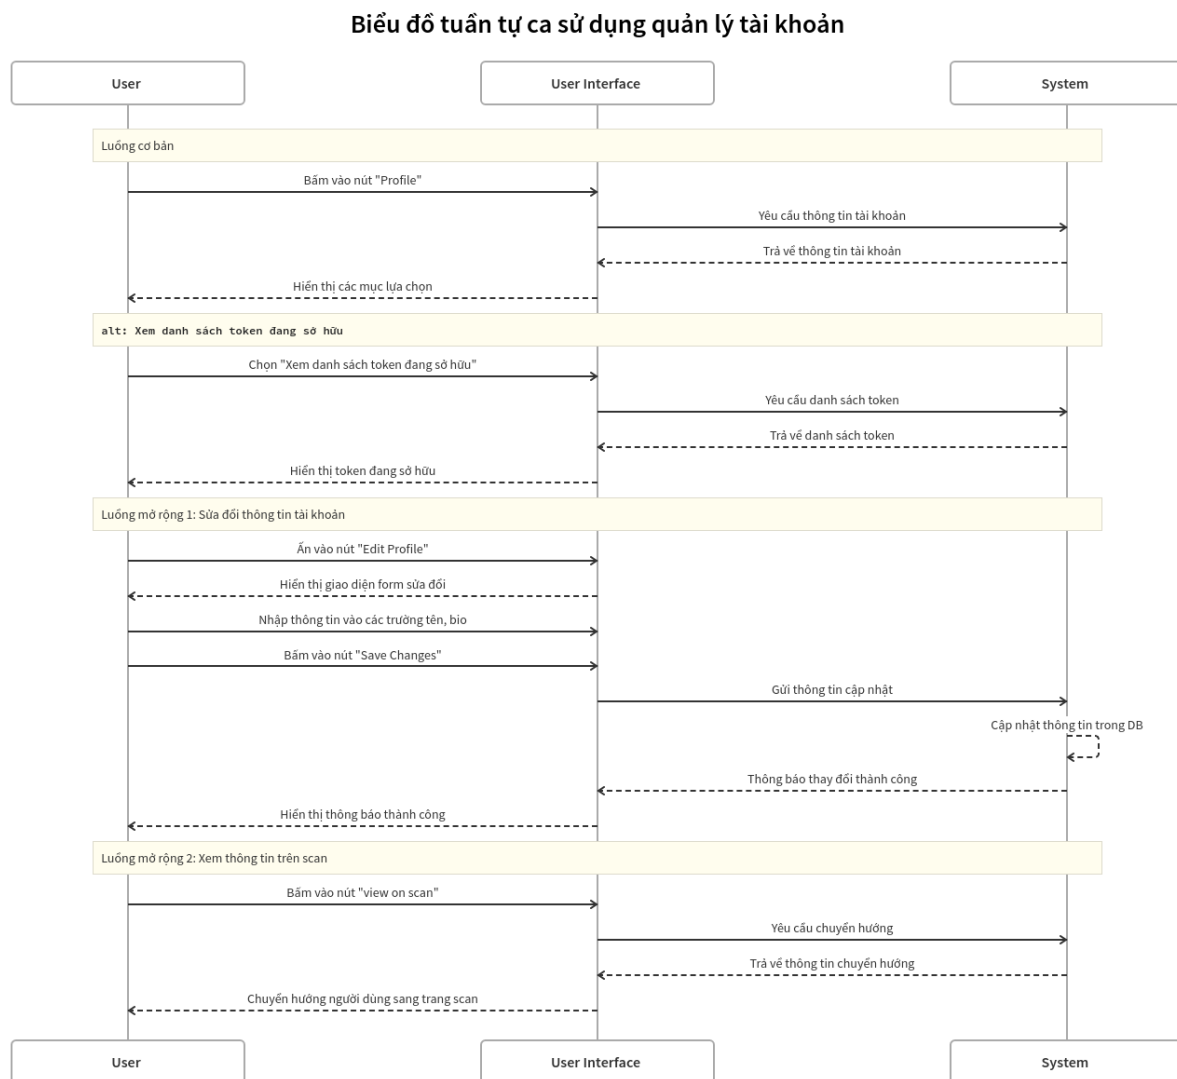 Biểu đồ tuần tự ca sử dụng quản lý tài khoản
User
User Interface
System
Luồng cơ bản
Bấm vào nút "Profile"
Yêu cầu thông tin tài khoản
Trả về thông tin tài khoản
Hiển thị các mục lựa chọn
alt: Xem danh sách token đang sở hữu
Chọn "Xem danh sách token đang sở hữu"
Yêu cầu danh sách token
Trả về danh sách token
Hiển thị token đang sở hữu
Luồng mở rộng 1: Sửa đổi thông tin tài khoản
Ấn vào nút "Edit Profile"
Hiển thị giao diện form sửa đổi
Nhập thông tin vào các trường tên, bio
Bấm vào nút "Save Changes"
Gửi thông tin cập nhật
Cập nhật thông tin trong DB
Thông báo thay đổi thành công
Hiển thị thông báo thành công
Luồng mở rộng 2: Xem thông tin trên scan
Bấm vào nút "view on scan"
Yêu cầu chuyển hướng
Trả về thông tin chuyển hướng
Chuyển hướng người dùng sang trang scan
User
User Interface
System